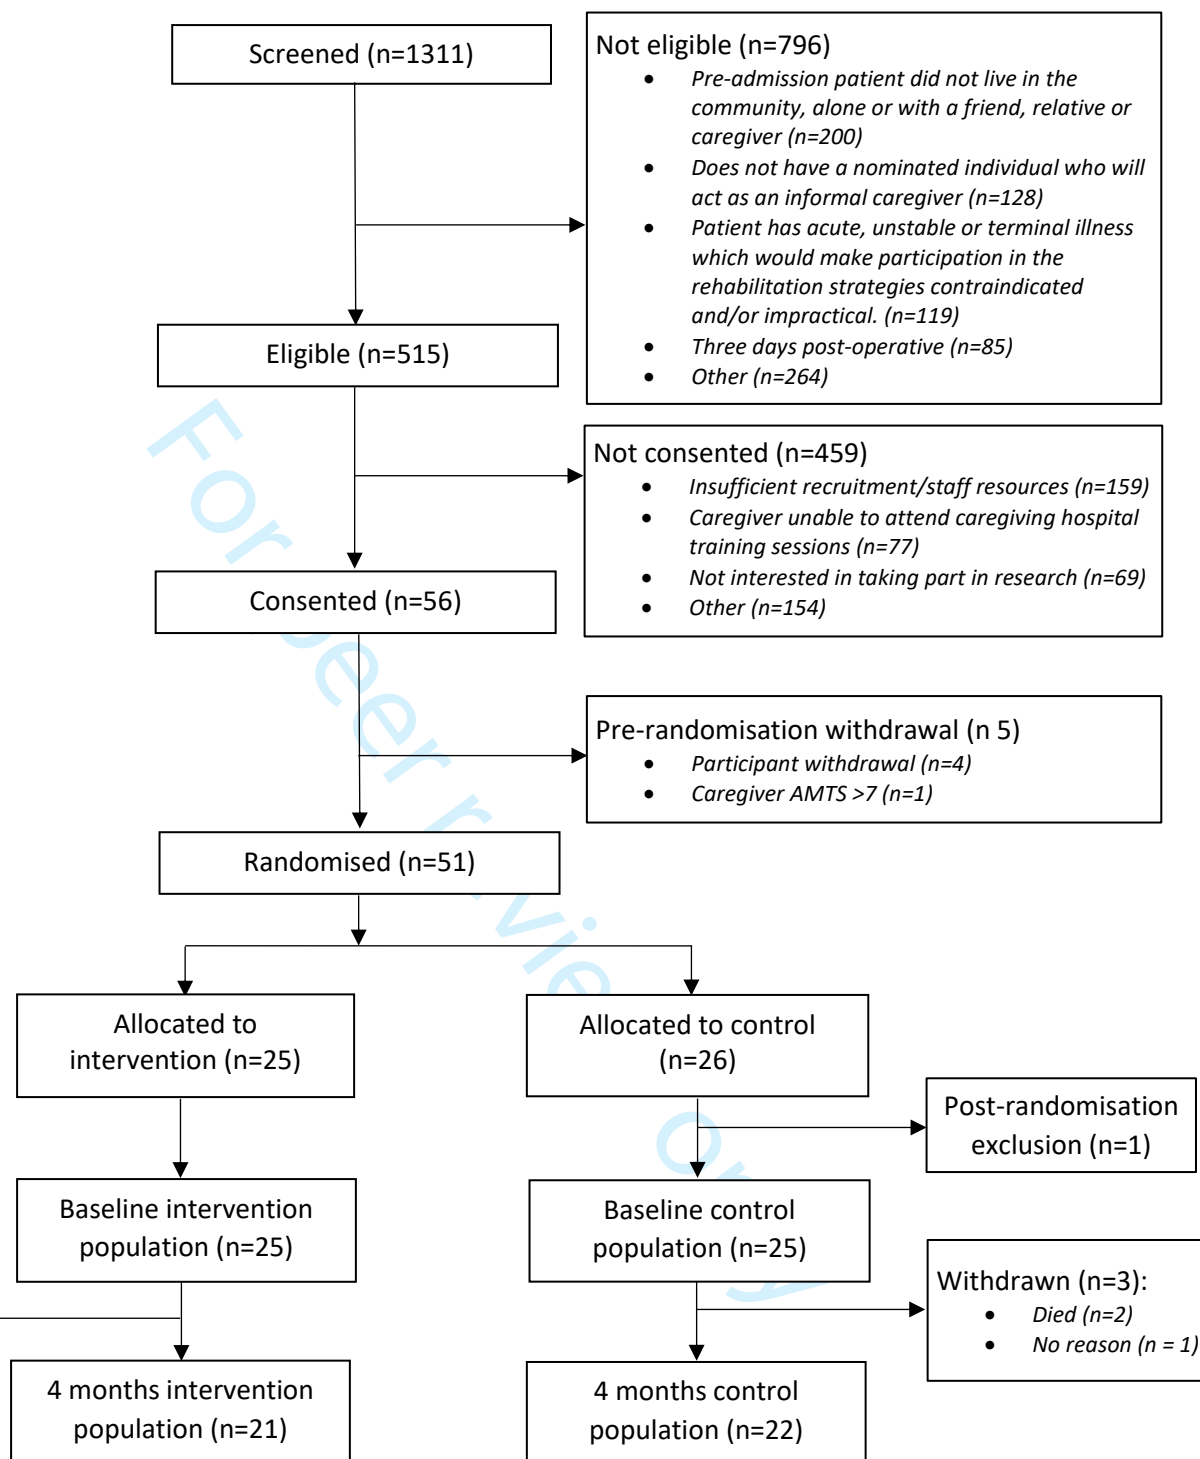 Screened (n=1311)
Not eligible (n=796)
• Pre-admission patient did not live in the
community, alone or with a friend, relative or
caregiver (n=200)
• Does not have a nominated individual who will
act as an informal caregiver (n=128)
• Patient has acute, unstable or terminal illness
which would make participation in the
rehabilitation strategies contraindicated
and/or impractical. (n=119)
• Three days post-operative (n=85)
• Other (n=264)
Eligible (n=515)
Not consented (n=459)
• Insufficient recruitment/staff resources (n=159)
• Caregiver unable to attend caregiving hospital
training sessions (n=77)
• Not interested in taking part in research (n=69)
• Other (n=154)
Consented (n=56)
Pre-randomisation withdrawal (n 5)
• Participant withdrawal (n=4)
• Caregiver AMTS >7 (n=1)
Randomised (n=51)
Allocated to
intervention (n=25)
Allocated to control
(n=26)
Post-randomisation
exclusion (n=1)
Baseline intervention
population (n=25)
Baseline control
population (n=25)
Withdrawn (n=3):
• Died (n=2)
• No reason (n = 1)
4 months intervention
population (n=21)
4 months control
population (n=22)
For peer review only